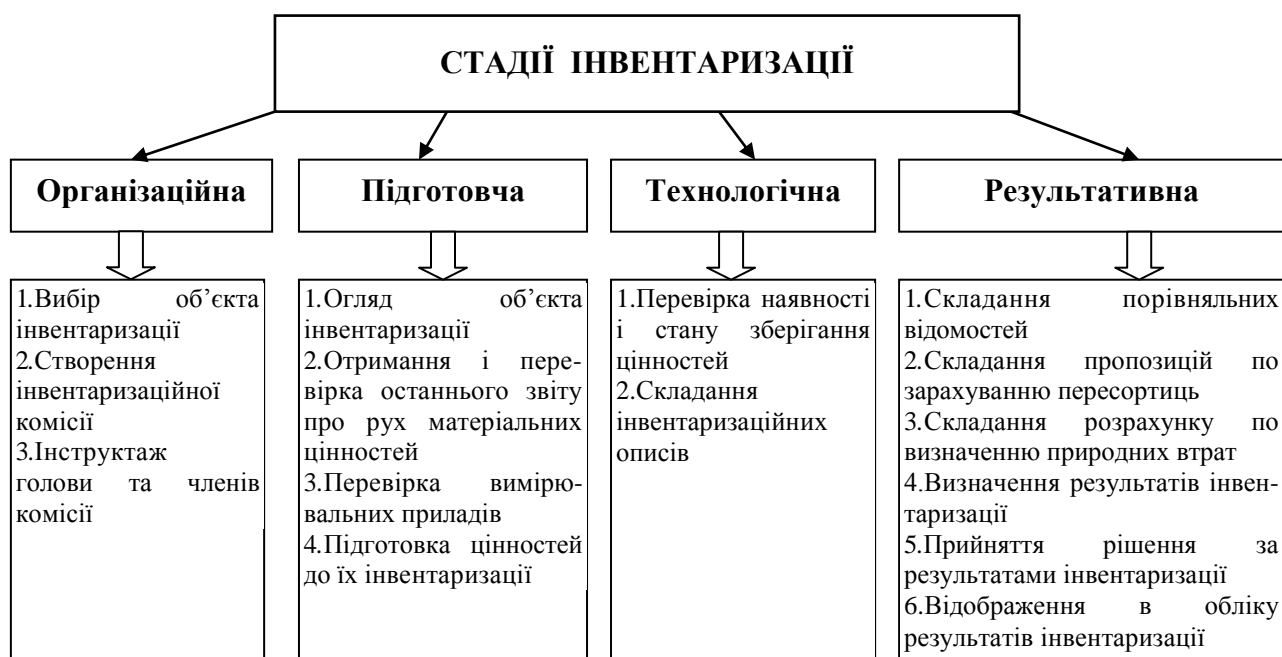 СТАДІЇ ІНВЕНТАРИЗАЦІЇ
Організаційна
Підготовча
Технологічна
Результативна
1.Вибір об’єкта
інвентаризації
2.Створення
інвентаризаційної
комісії
3.Інструктаж
голови та членів
комісії
1.Огляд об’єкта
інвентаризації
2.Отримання і пере-
вірка останнього звіту
про рух матеріальних
цінностей
3.Перевірка вимірю-
вальних приладів
4.Підготовка цінностей
до їх інвентаризації
1.Перевірка наявності
і стану зберігання
цінностей
2.Складання
інвентаризаційних
описів
1.Складання порівняльних
відомостей
2.Складання пропозицій по
зарахуванню пересортиць
3.Складання розрахунку по
визначенню природних втрат
4.Визначення результатів інвен-
таризації
5.Прийняття рішення за
результатами інвентаризації
6.Відображення в обліку
результатів інвентаризації